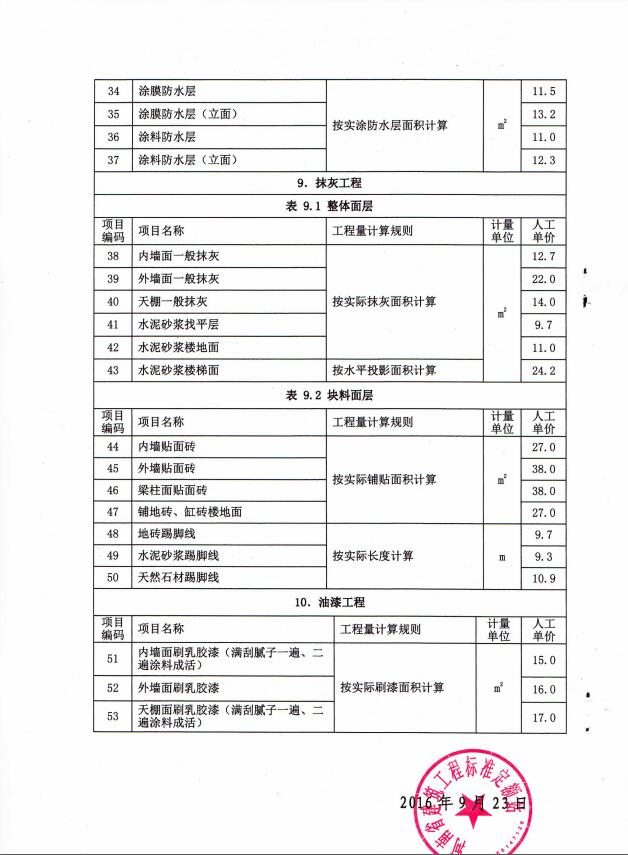 34 涂膜防水层 按实涂防水层面积计算 m² 11.5
35 涂膜防水层（立面） 13.2
36 涂料防水层 11.0
37 涂料防水层（立面） 12.3
9. 抹灰工程
表 9.1 整体面层
项目编码 项目名称 工程量计算规则 计量单位 人工单价
38 内墙面一般抹灰 按实际抹灰面积计算 m² 12.7
39 外墙面一般抹灰 22.0
40 天棚一般抹灰 14.0
41 水泥砂浆找平层 9.7
42 水泥砂浆楼地面 11.0
43 水泥砂浆楼梯面 按水平投影面积计算 24.2
表 9.2 块料面层
项目编码 项目名称 工程量计算规则 计量单位 人工单价
44 内墙贴面砖 按实际铺贴面积计算 m² 27.0
45 外墙贴面砖 38.0
46 梁柱面贴面砖 38.0
47 铺地砖、缸砖楼地面 27.0
48 地砖踢脚线 按实际长度计算 m 9.7
49 水泥砂浆踢脚线 9.3
50 天然石材踢脚线 10.9
10. 油漆工程
项目编码 项目名称 工程量计算规则 计量单位 人工单价
51 内墙面刷乳胶漆（满刮腻子一遍、二遍涂料成活） 按实际刷漆面积计算 m² 15.0
52 外墙面刷乳胶漆 16.0
53 天棚面刷乳胶漆（满刮腻子一遍、二遍涂料成活） 17.0
省建筑工程标准定额站
2016 年 9 月 23 日